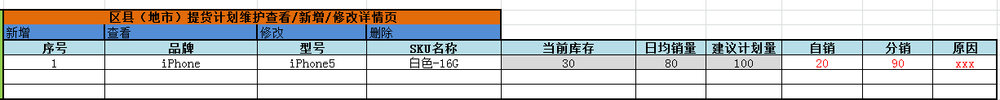 区县（地市）提货计划维护查看/新增/修改详情页
新增 查看 修改 删除
序号 品牌 型号 SKU名称 当前库存 日均销量 建议计划量 自销 分销 原因
1 iPhone iPhone5 白色-16G 30 80 100 20 90 xxx